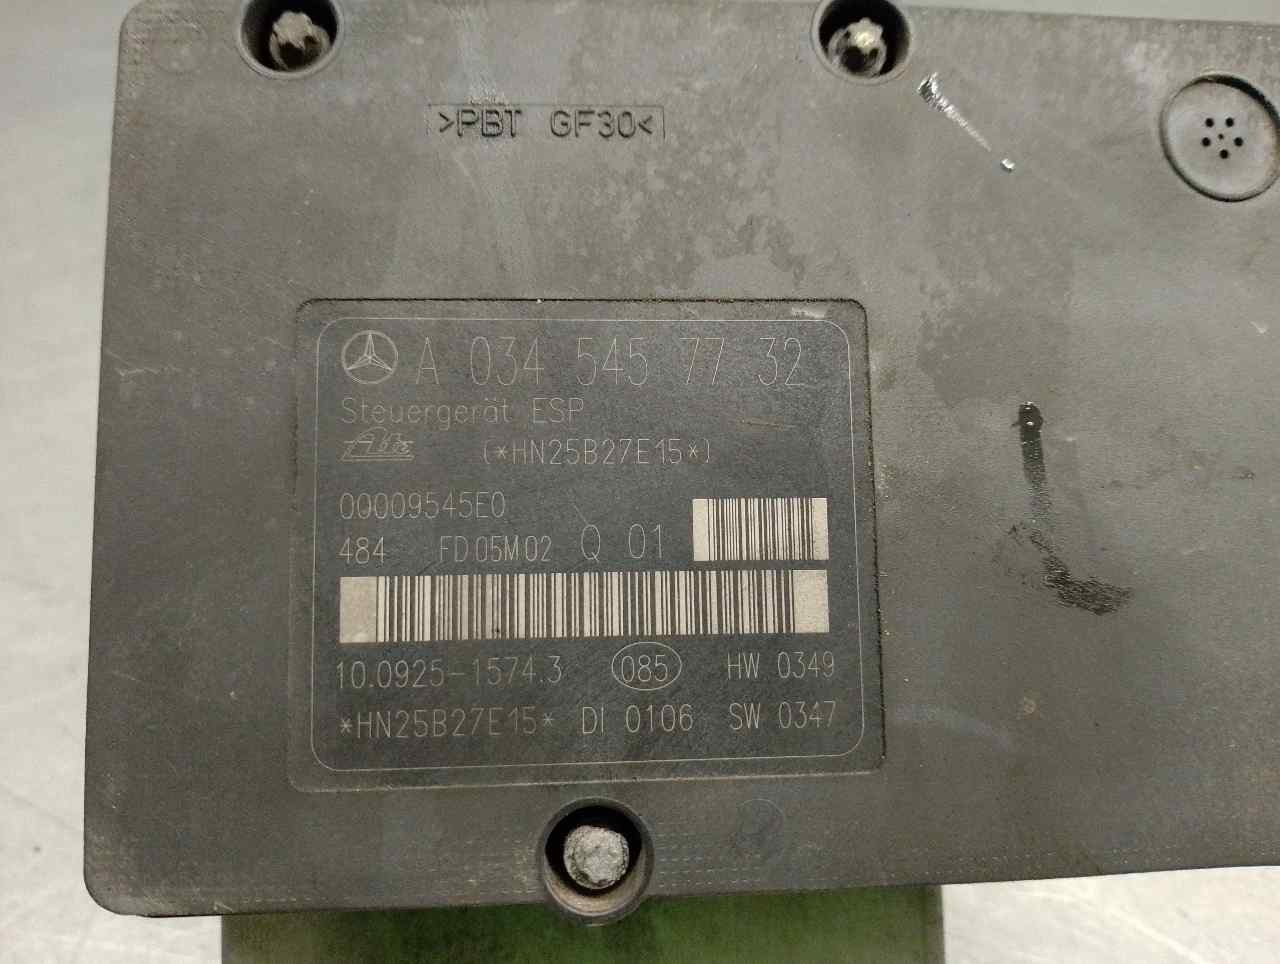 >PBT GF30<
A 034 545 77 32
Steuergerät ESP
Ate (*HN25B27E15*)
00009545E0
484 FD05M02 Q 01
10.0925-1574.3 085 HW 0349
*HN25B27E15* DI 0106 SW 0347